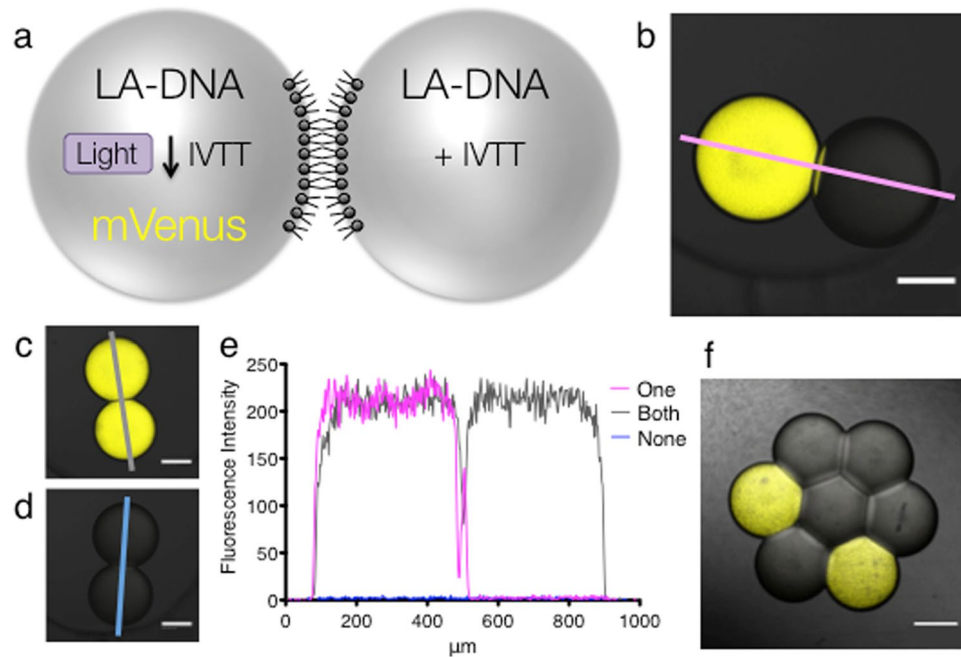 a
LA-DNA
Light
IVTT
mVenus
LA-DNA
+ IVTT
b
c
d
e
Fluorescence Intensity
250
200
150
100
50
0
0
200
400
600
800
1000
µm
One
Both
None
f